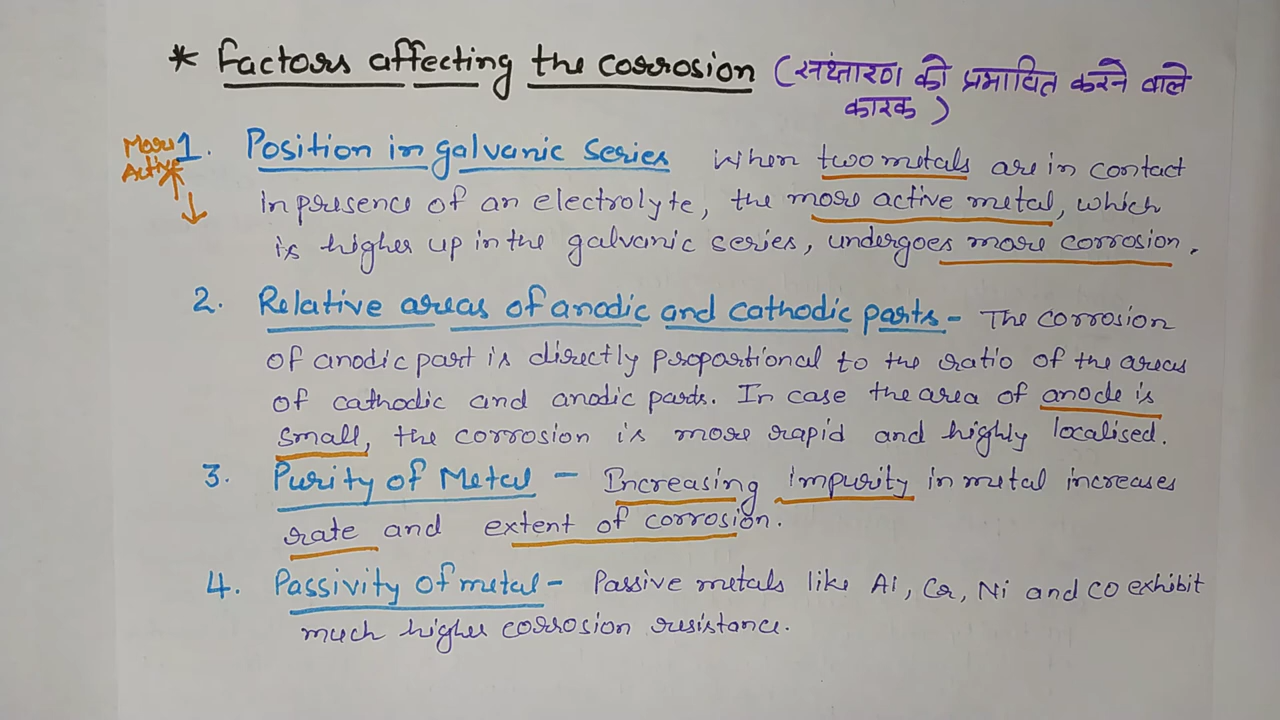 * Factors affecting the corrosion (संक्षारण को प्रभावित करने वाले
कारक)
More
Active
1. Position in galvanic series When two metals are in contact
in presence of an electrolyte, the more active metal, which
is higher up in the galvanic series, undergoes more corrosion.
2. Relative areas of anodic and cathodic parts - The corrosion
of anodic part is directly proportional to the ratio of the areas
of cathodic and anodic parts. In case the area of anode is
small, the corrosion is more rapid and highly localised.
3. Purity of Metal - Increasing impurity in metal increases
rate and extent of corrosion.
4. Passivity of metal - Passive metals like Al, Cr, Ni and CO exhibit
much higher corrosion resistance.